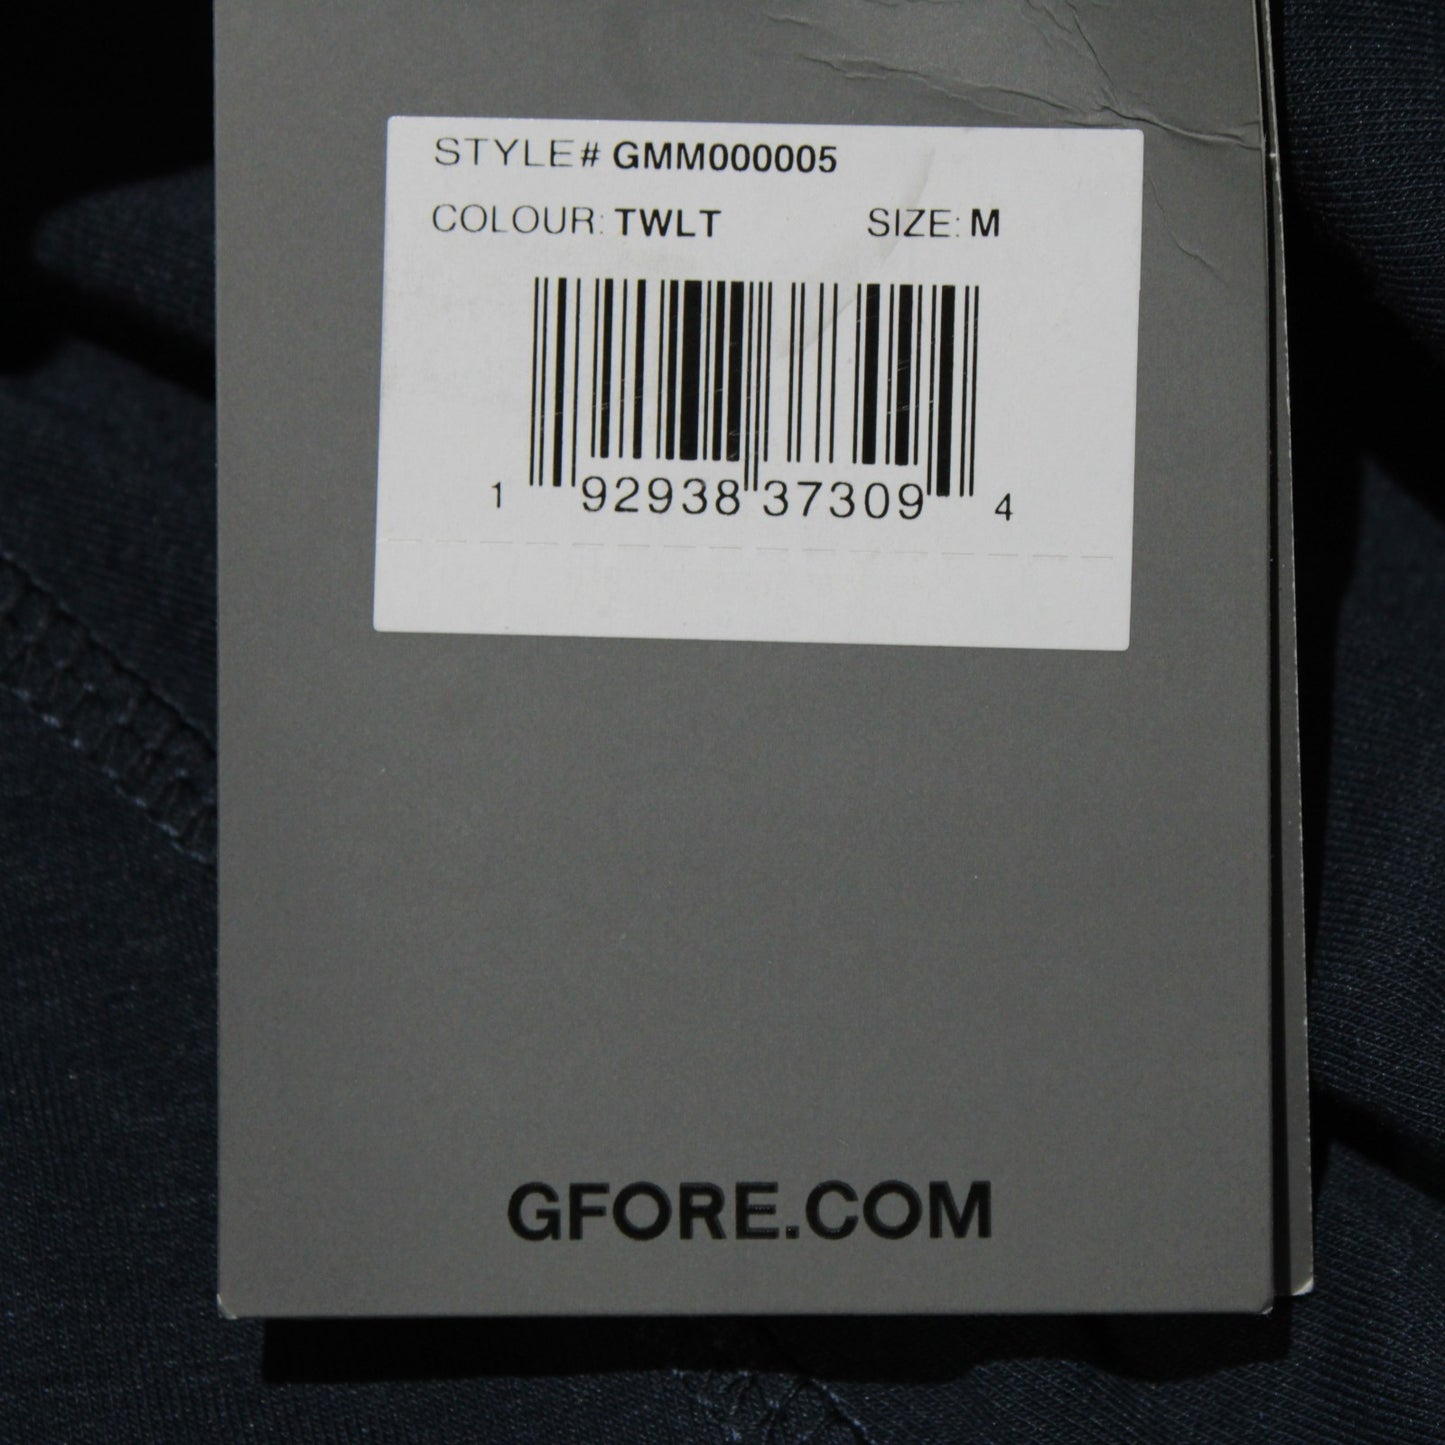 STYLE# GMM000005
COLOUR: TWLT SIZE: M
1 92938 37309 4
GFORE.COM